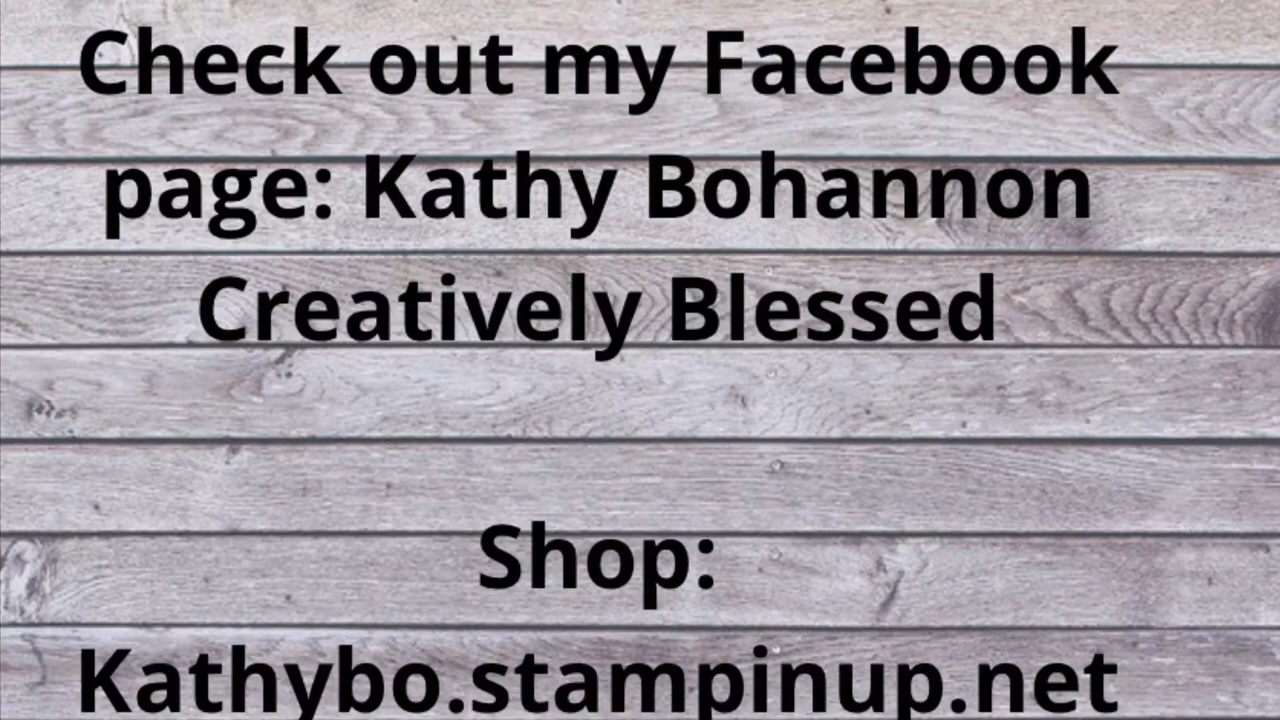 Check out my Facebook
page: Kathy Bohannon
Creatively Blessed
Shop:
Kathybo.stampinup.net